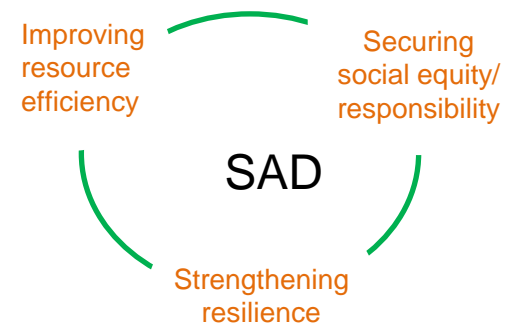 Improving
resource
efficiency
Securing
social equity/
responsibility
SAD
Strengthening
resilience